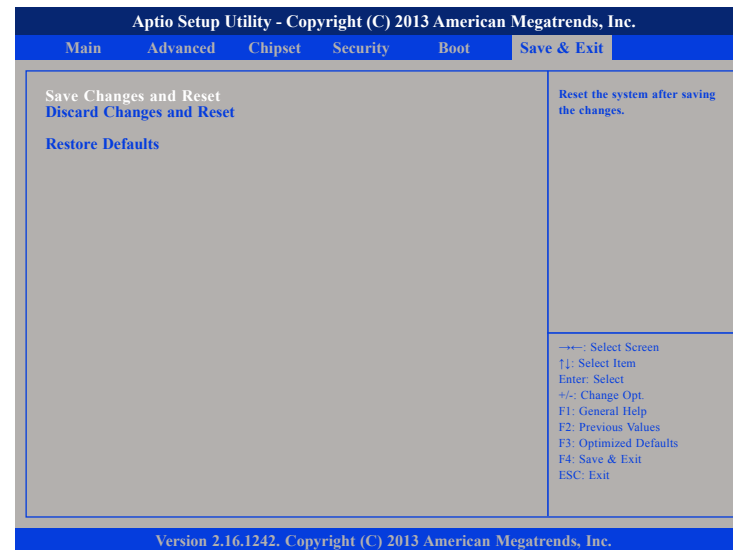 Aptio Setup Utility - Copyright (C) 2013 American Megatrends, Inc.
Main Advanced Chipset Security Boot Save & Exit
Save Changes and Reset
Discard Changes and Reset
Restore Defaults
Reset the system after saving
the changes.
→←: Select Screen
↑↓: Select Item
Enter: Select
+/-: Change Opt.
F1: General Help
F2: Previous Values
F3: Optimized Defaults
F4: Save & Exit
ESC: Exit
Version 2.16.1242. Copyright (C) 2013 American Megatrends, Inc.